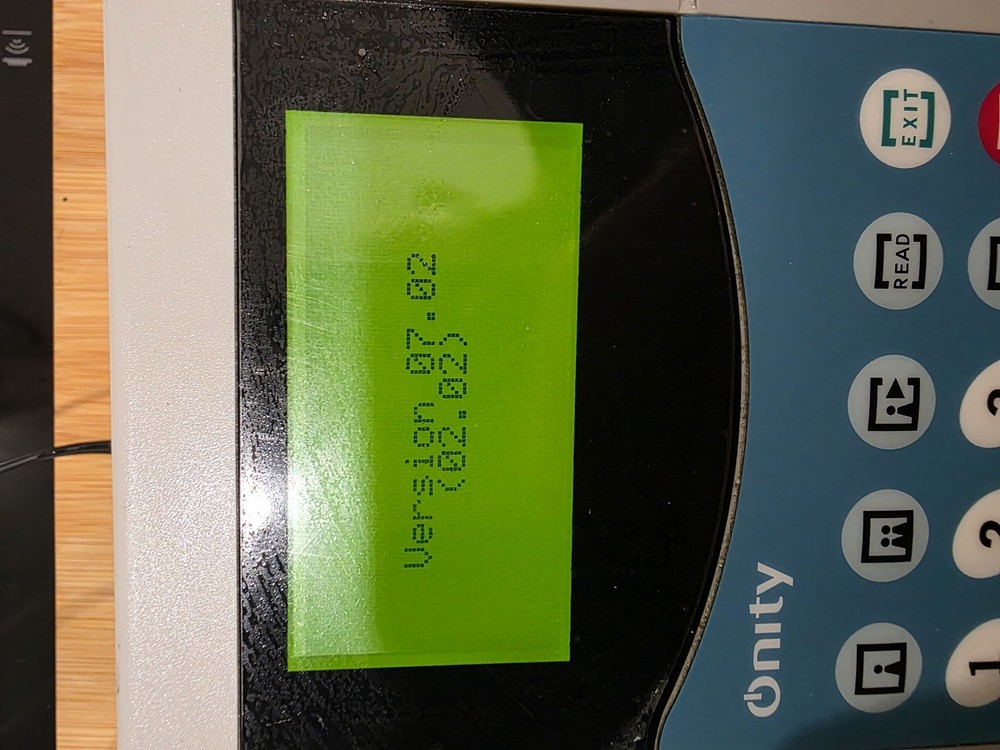 Version 07.02
(02.02)
Onity
EXIT
READ
1
2
3